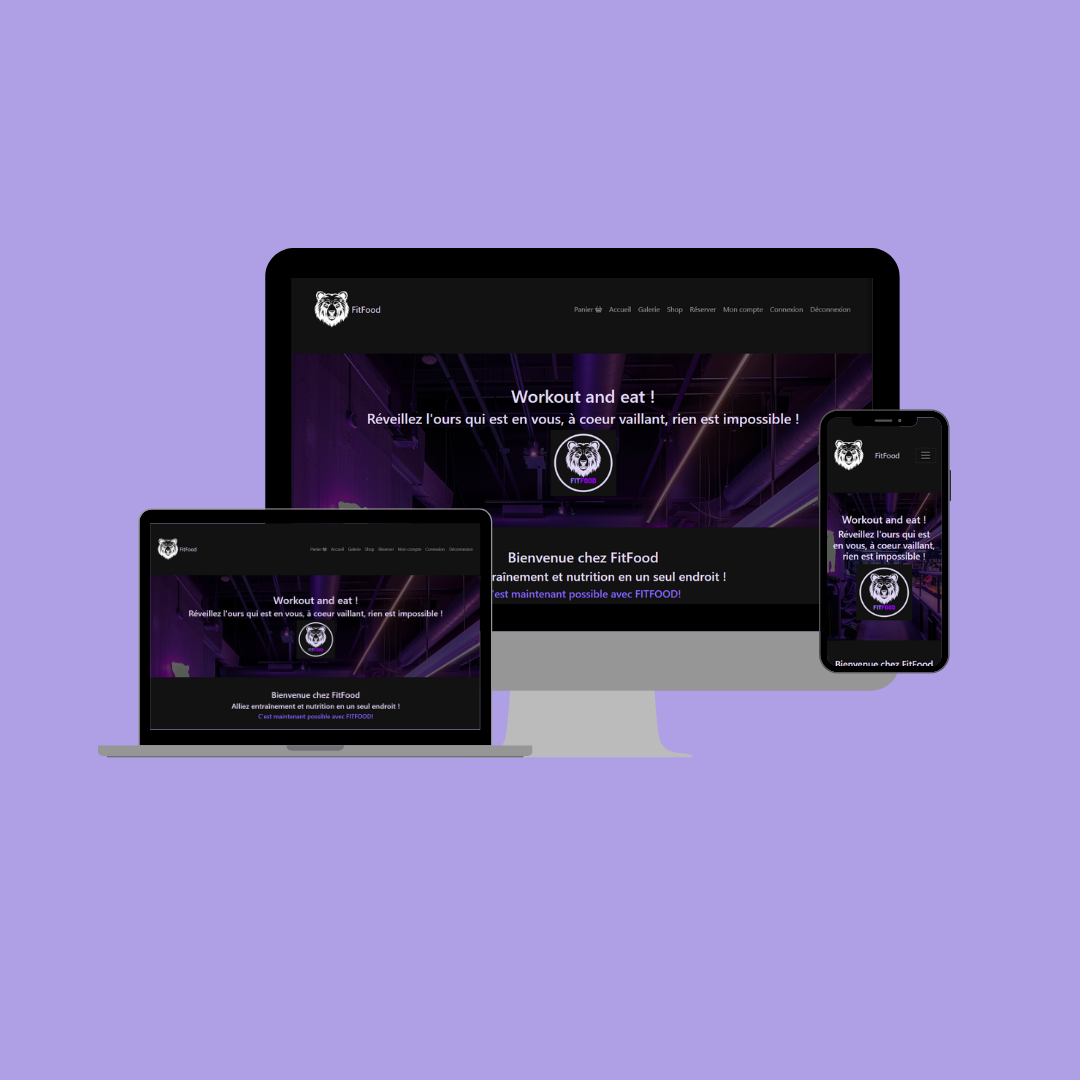 FitFood
Panier Accueil Galerie Shop Réserver Mon compte Connexion Déconnexion
Workout and eat !
Réveillez l'ours qui est en vous, à coeur vaillant, rien est impossible !
FITFOOD
Bienvenue chez FitFood
raînement et nutrition en un seul endroit !
'est maintenant possible avec FITFOOD!
FitFood
Panier Accueil Galerie Shop Réserver Mon compte Connexion Déconnexion
Workout and eat !
Réveillez l'ours qui est en vous, à coeur vaillant, rien est impossible !
FITFOOD
Bienvenue chez FitFood
Alliez entraînement et nutrition en un seul endroit !
C'est maintenant possible avec FITFOOD!
FitFood
Workout and eat !
Réveillez l'ours qui est
en vous, à coeur vaillant,
rien est impossible !
FITFOOD
Bienvenue chez FitFood